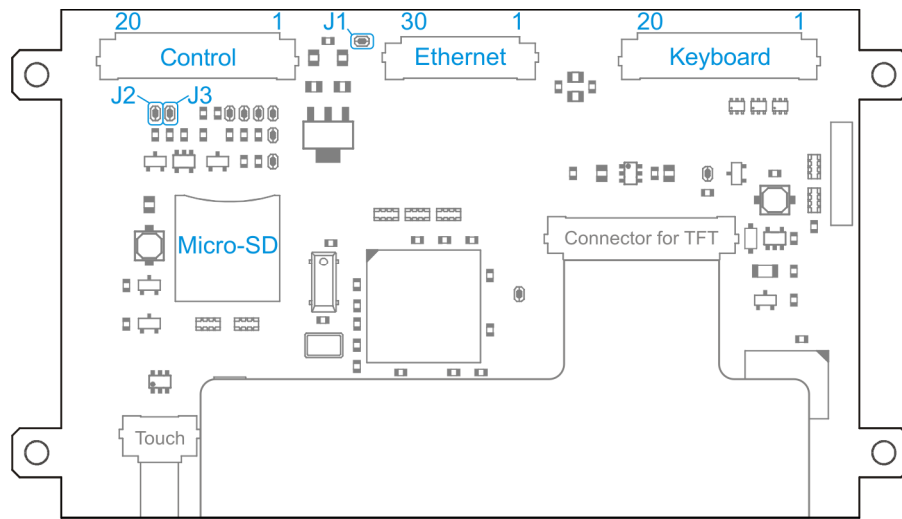 20 1 J1 30 1 20 1
Control Ethernet Keyboard
J2 J3
Micro-SD Connector for TFT
Touch